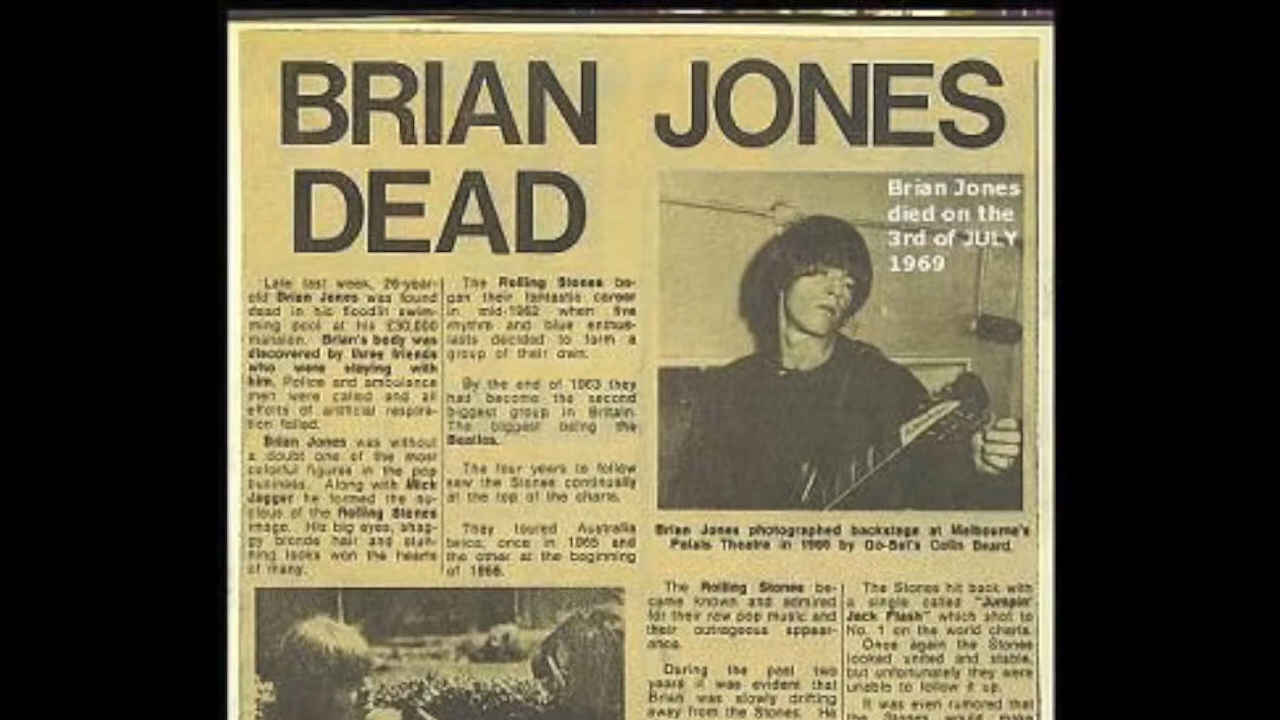 BRIAN JONES
DEAD
Brian Jones
died on the
3rd of JULY
1969
Late last week, 26-year-
old Brian Jones was found
dead in his floodlit swim-
ming pool at his £30,000
mansion. Brian's body was
discovered by three friends
who were staying with
him. Police and ambulance
men were called and all
efforts of artificial respira-
tion failed.
Brian Jones was without
a doubt one of the most
colorful figures in the pop
business. Along with Mick
Jagger he formed the nu-
cleus of the Rolling Stones
image. His big eyes, shag-
gy blonde hair and stun-
ning looks won the hearts
of many.
The Rolling Stones be-
gan their fantastic career
in mid-1962 when five
rhythm and blue enthus-
iasts decided to form a
group of their own.
By the end of 1963 they
had become the second
biggest group in Britain.
The biggest being the
Beatles.
The four years to follow
saw the Stones continually
at the top of the charts.
They toured Australia
twice, once in 1965 and
the other at the beginning
of 1966.
Brian Jones photographed backstage at Melbourne's
Palais Theatre in 1966 by Go-Set's Colin Beard.
The Rolling Stones be-
came known and admired
for their raw pop music and
their outrageous appear-
ance.
During the past two
years it was evident that
Brian was slowly drifting
away from the Stones. He
The Stones hit back with
a single called "Jumpin'
Jack Flash" which shot to
No. 1 on the world charts.
Once again the Stones
looked united and stable,
but unfortunately they were
unable to follow it up.
It was even rumored that
the Stones would make